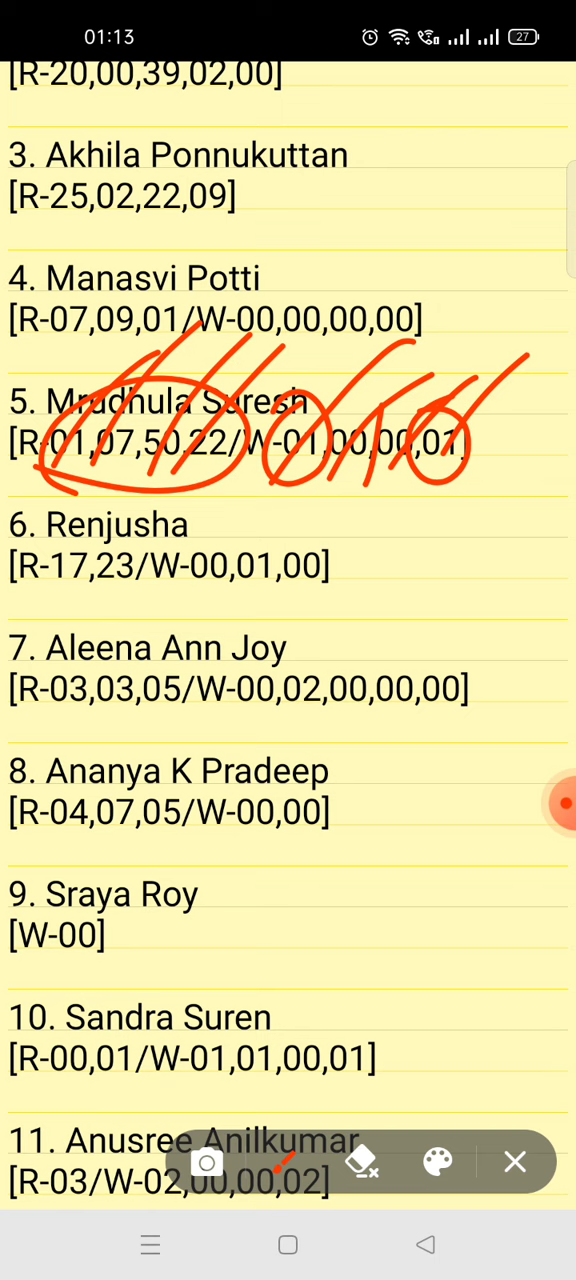 01:13
27
[R-20,00,39,02,00]
3. Akhila Ponnukuttan
[R-25,02,22,09]
4. Manasvi Potti
[R-07,09,01/W-00,00,00,00]
5. Mrudhula Suresh
[R-01,07,50,22/W-01,00,00,01]
6. Renjusha
[R-17,23/W-00,01,00]
7. Aleena Ann Joy
[R-03,03,05/W-00,02,00,00,00]
8. Ananya K Pradeep
[R-04,07,05/W-00,00]
9. Sraya Roy
[W-00]
10. Sandra Suren
[R-00,01/W-01,01,00,01]
11. Anusree Anilkumar
[R-03/W-02,00,00,02]